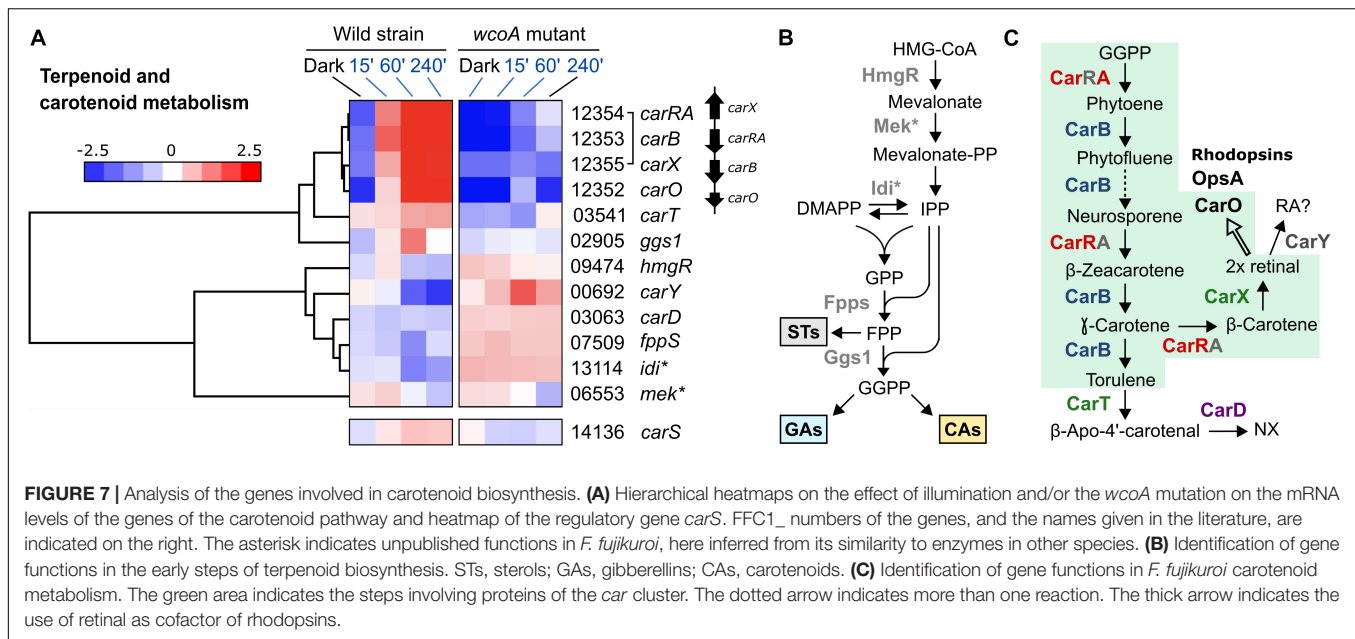 A
Wild strain
wcoA mutant
Dark 15' 60' 240'
Dark 15' 60' 240'
Terpenoid and
carotenoid metabolism
-2.5 0 2.5
12354 carRA
12353 carB
12355 carX
12352 carO
03541 carT
02905 ggs1
09474 hmgR
00692 carY
03063 carD
07509 fppS
13114 idi*
06553 mek*
14136 carS
carX
carRA
carB
carO
B
HMG-CoA
HmgR
Mevalonate
Mek*
Mevalonate-PP
Idi*
DMAPP IPP
GPP
Fpps
STs FPP
Ggs1
GGPP
GAs CAs
C
GGPP
CarRA
Phytoene
CarB
Phytofluene
CarB
Neurosporene
CarRA
β-Zeacarotene
CarB
ɣ-Carotene β-Carotene
CarRA
CarB
Torulene
CarT
CarD
β-Apo-4'-carotenal NX
Rhodopsins
OpsA
CarO RA?
CarY
2x retinal
CarX
FIGURE 7 | Analysis of the genes involved in carotenoid biosynthesis. (A) Hierarchical heatmaps on the effect of illumination and/or the wcoA mutation on the mRNA
levels of the genes of the carotenoid pathway and heatmap of the regulatory gene carS. FFC1_ numbers of the genes, and the names given in the literature, are
indicated on the right. The asterisk indicates unpublished functions in F. fujikuroi, here inferred from its similarity to enzymes in other species. (B) Identification of gene
functions in the early steps of terpenoid biosynthesis. STs, sterols; GAs, gibberellins; CAs, carotenoids. (C) Identification of gene functions in F. fujikuroi carotenoid
metabolism. The green area indicates the steps involving proteins of the car cluster. The dotted arrow indicates more than one reaction. The thick arrow indicates the
use of retinal as cofactor of rhodopsins.